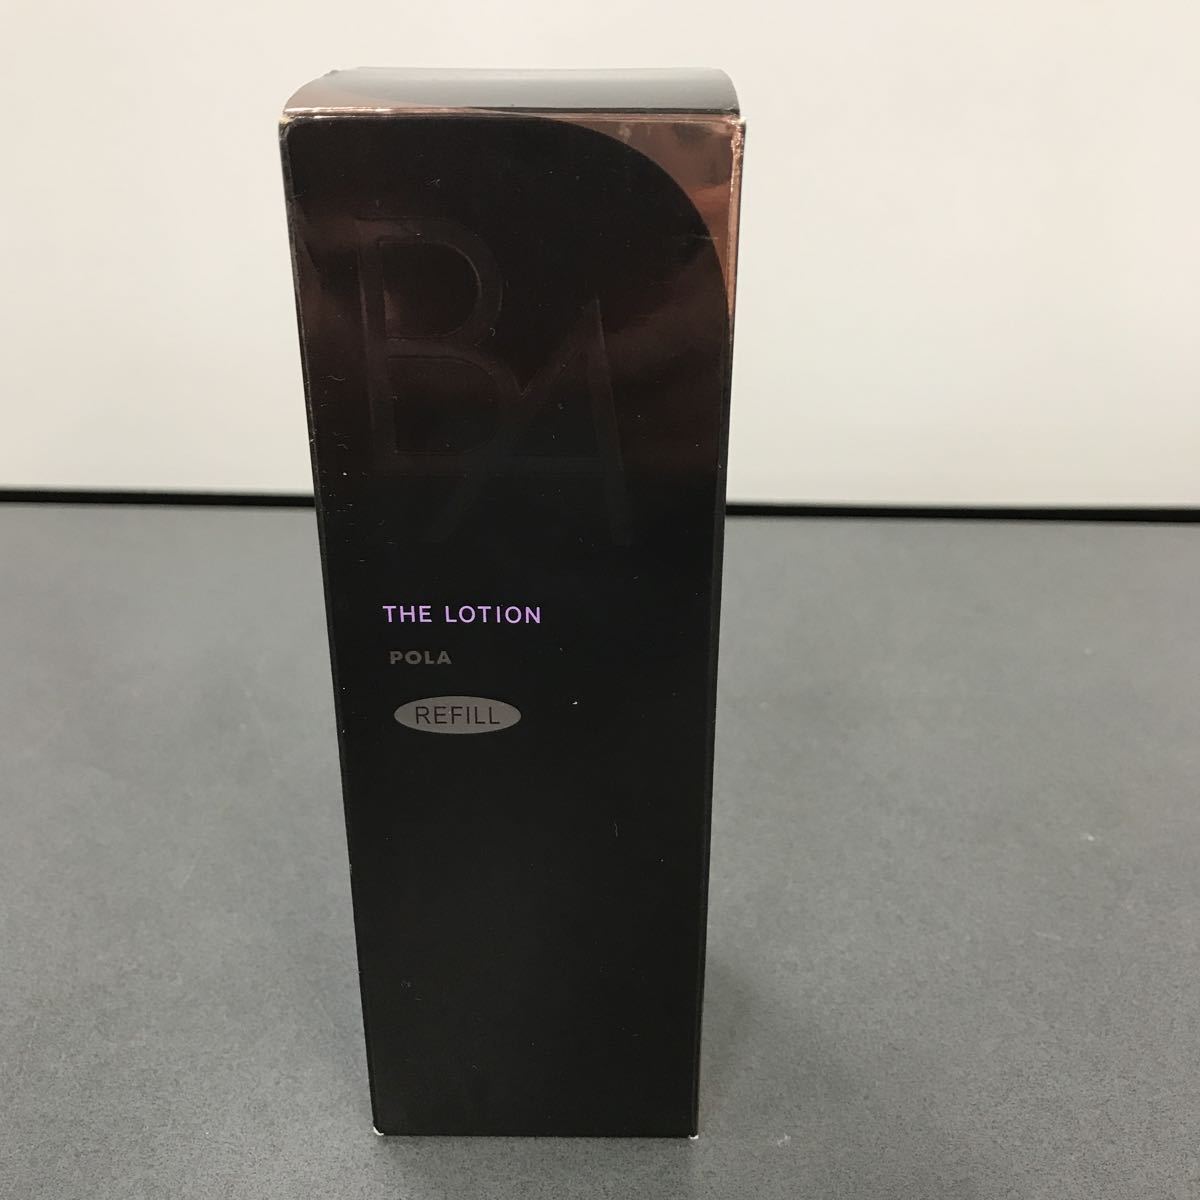 BA
THE LOTION
POLA
REFILL